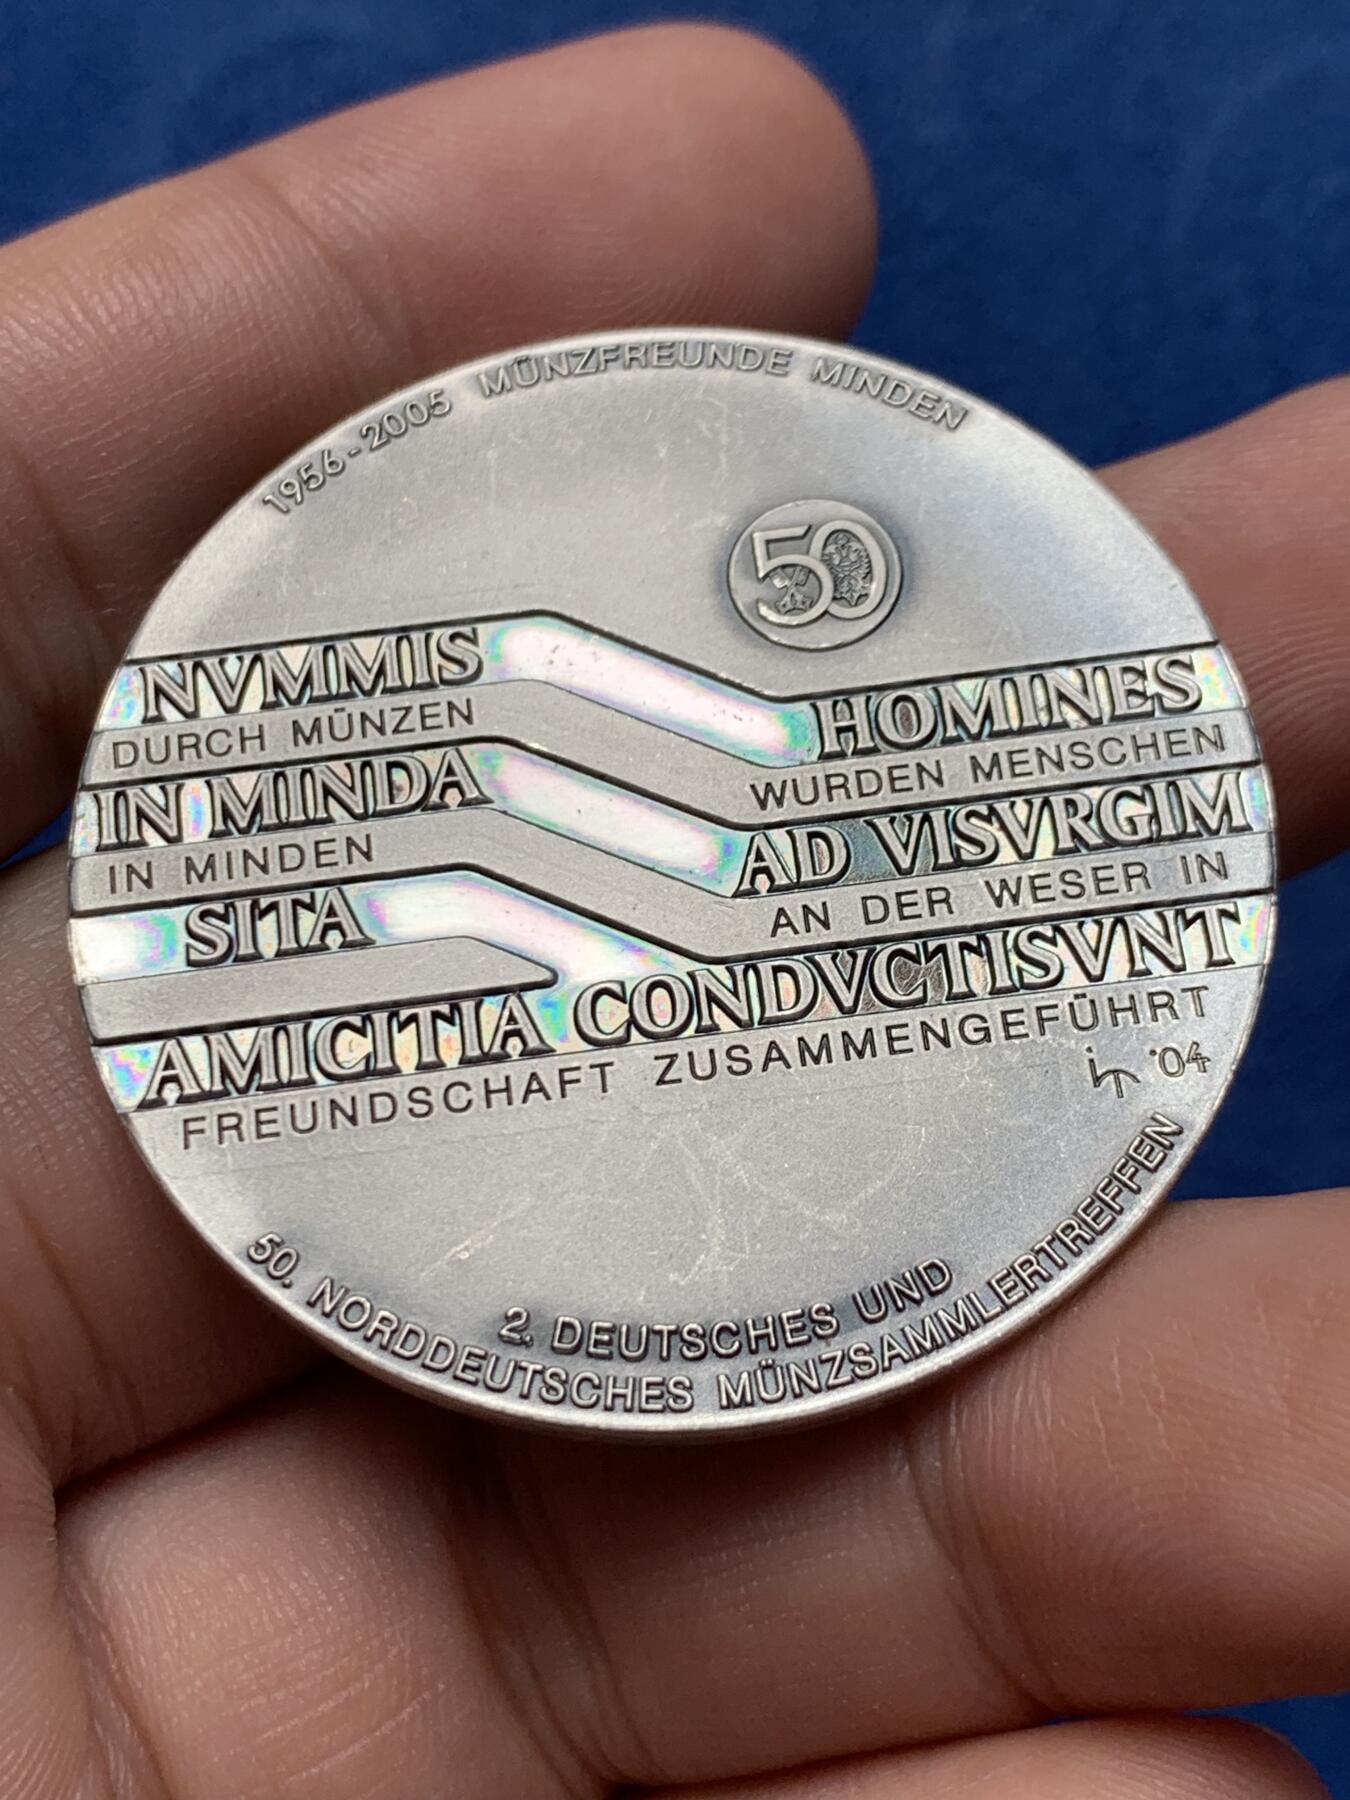 1956-2005 MÜNZFREUNDE MINDEN
50
NVMMIS HOMINES
DURCH MÜNZEN WURDEN MENSCHEN
IN MINDA AD VISVRGIM
IN MINDEN AN DER WESER IN
SITA
AMICITIA CONDVCTISVNT
FREUNDSCHAFT ZUSAMMENGEFÜHRT
'04
2. DEUTSCHES UND
50. NORDDEUTSCHES MÜNZSAMMLERTREFFEN